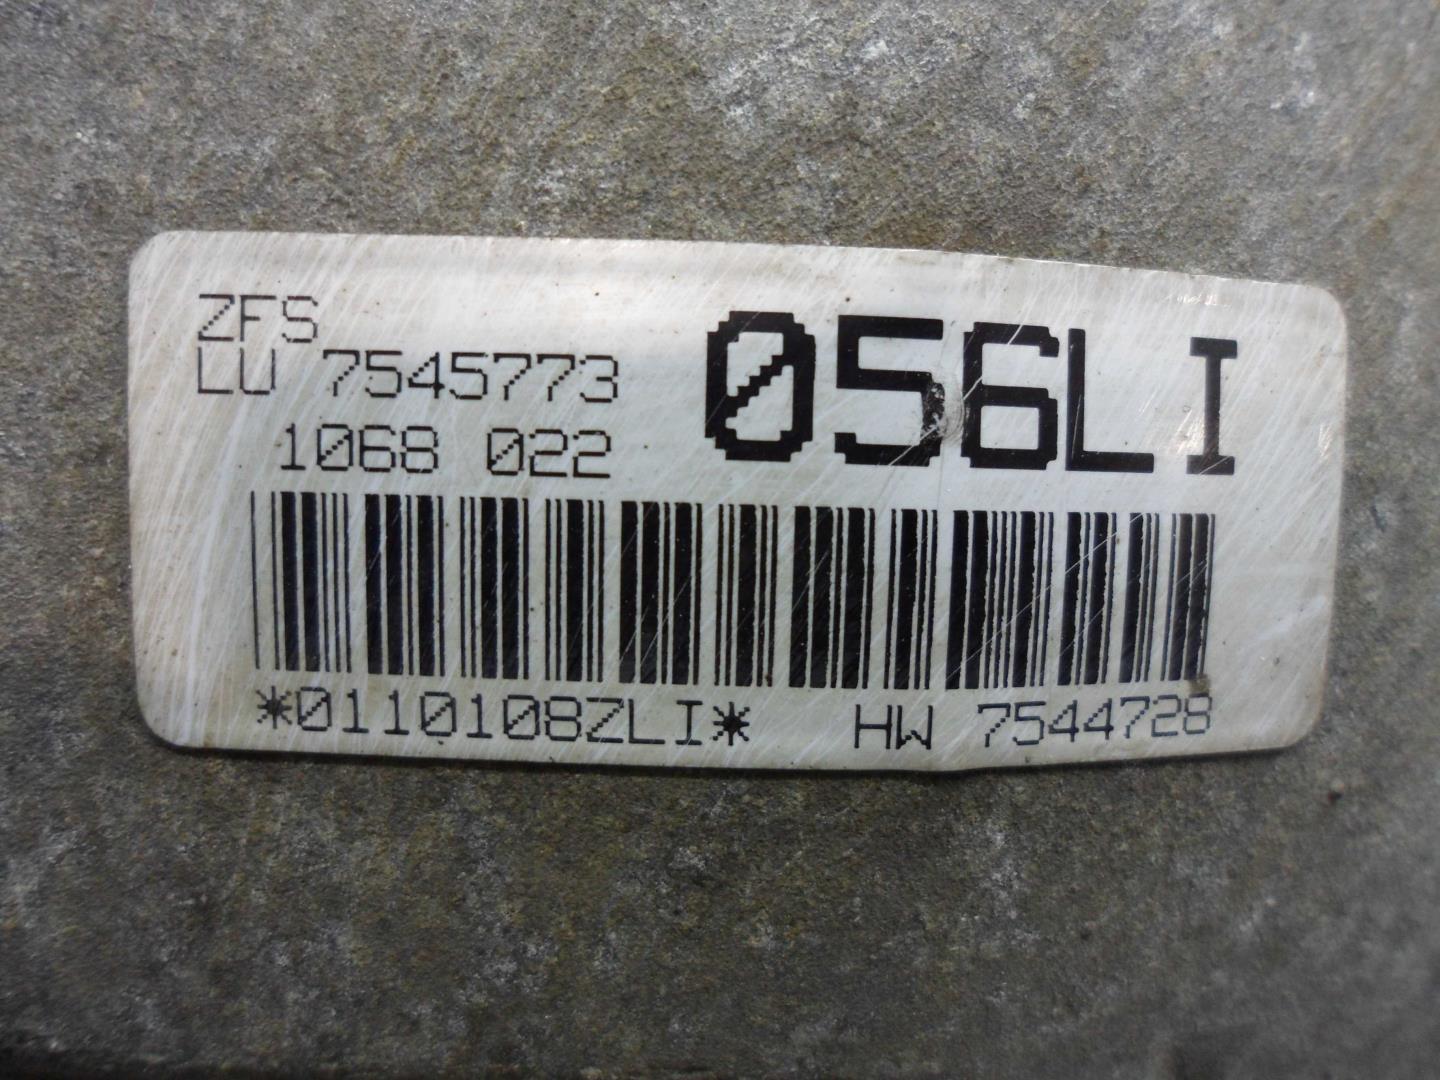 ZFS
LU 7545773
1068 022
056LI
*0110108ZLI* HW 7544728